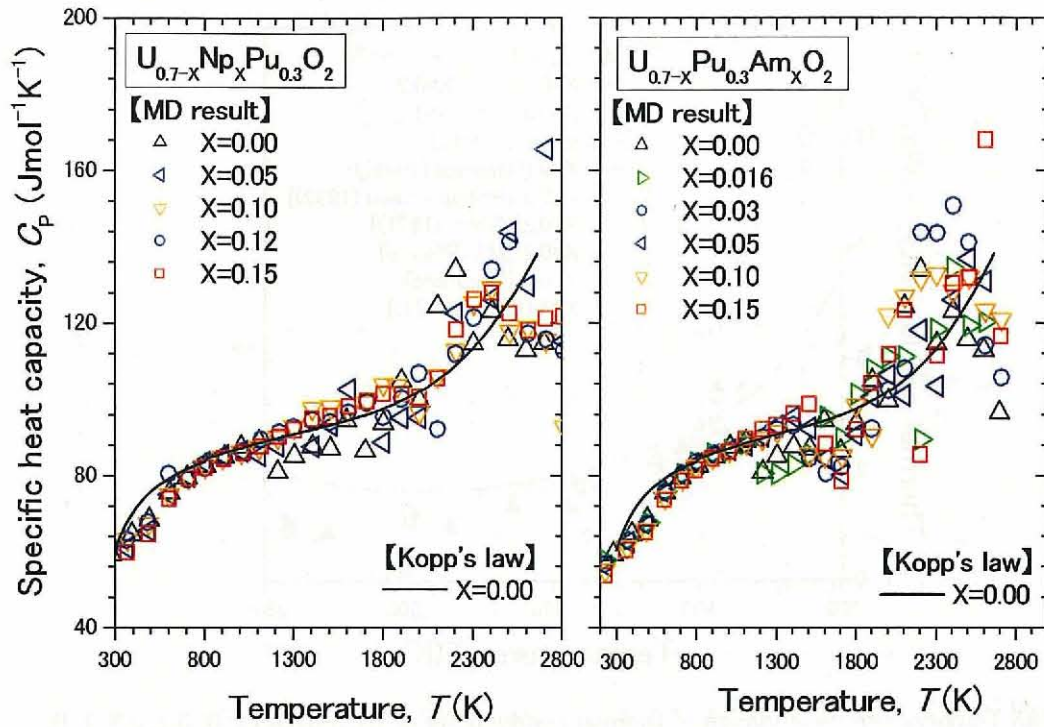 Specific heat capacity, Cₚ (Jmol⁻¹K⁻¹)
200
160
120
80
40
U₀.₇₋ₓNpₓPu₀.₃O₂
【MD result】
X=0.00
X=0.05
X=0.10
X=0.12
X=0.15
【Kopp's law】
X=0.00
300 800 1300 1800 2300 2800
Temperature, T(K)
U₀.₇₋ₓPu₀.₃AmₓO₂
【MD result】
X=0.00
X=0.016
X=0.03
X=0.05
X=0.10
X=0.15
【Kopp's law】
X=0.00
300 800 1300 1800 2300 2800
Temperature, T(K)